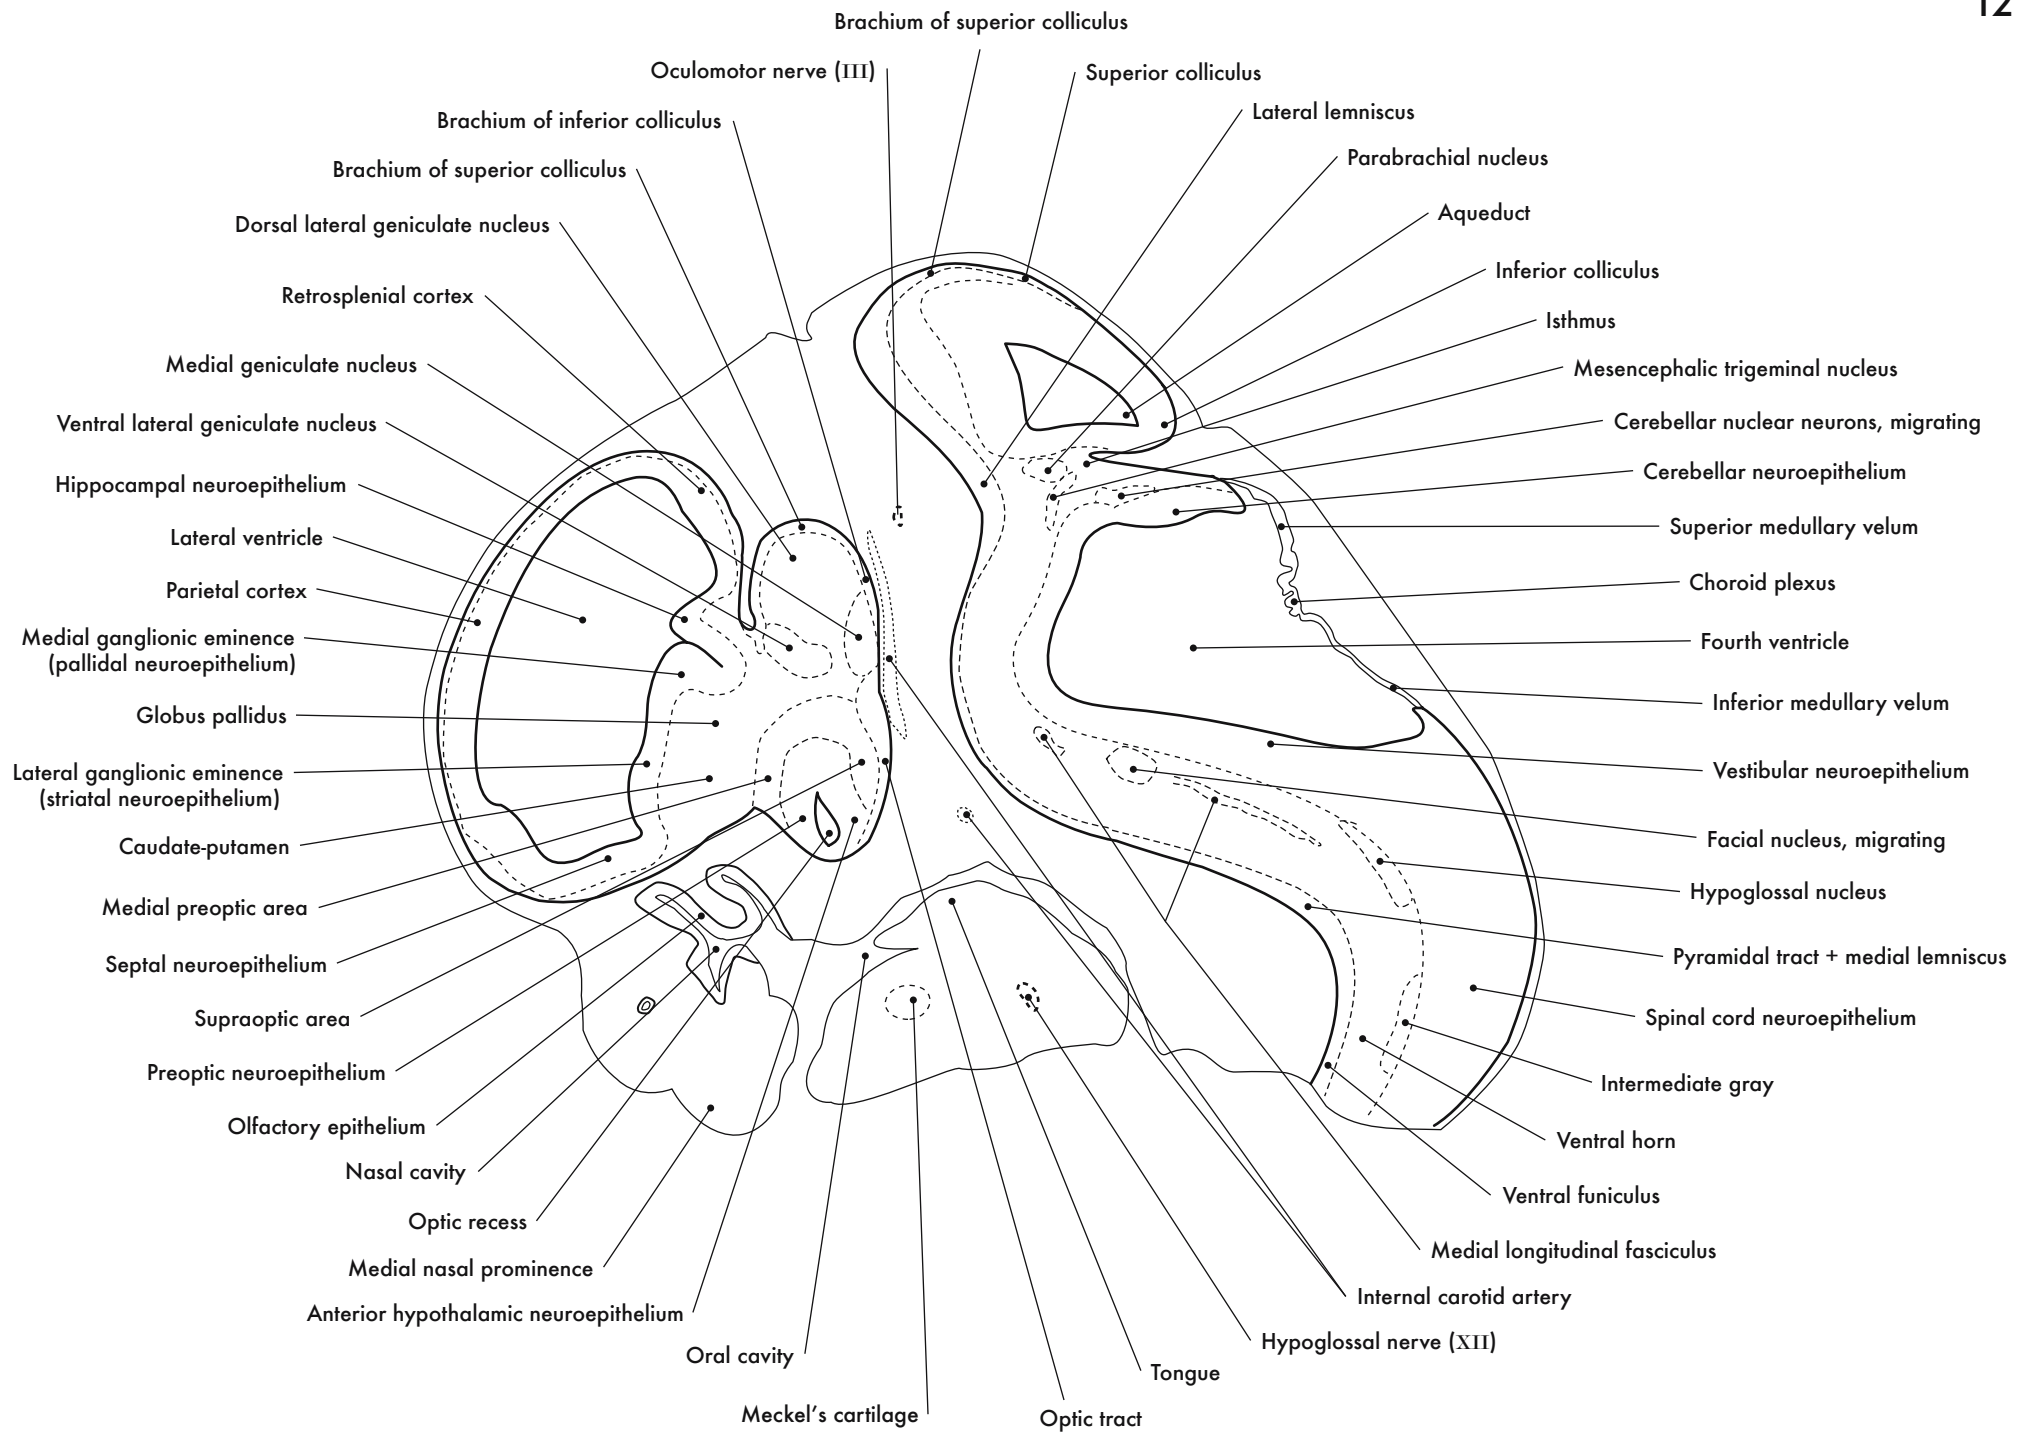 12
Brachium of superior colliculus
Oculomotor nerve (III)
Superior colliculus
Brachium of inferior colliculus
Lateral lemniscus
Brachium of superior colliculus
Parabrachial nucleus
Dorsal lateral geniculate nucleus
Aqueduct
Retrosplenial cortex
Inferior colliculus
Isthmus
Medial geniculate nucleus
Mesencephalic trigeminal nucleus
Ventral lateral geniculate nucleus
Cerebellar nuclear neurons, migrating
Hippocampal neuroepithelium
Cerebellar neuroepithelium
Lateral ventricle
Superior medullary velum
Parietal cortex
Choroid plexus
Medial ganglionic eminence
(pallidal neuroepithelium)
Fourth ventricle
Globus pallidus
Inferior medullary velum
Lateral ganglionic eminence
(striatal neuroepithelium)
Vestibular neuroepithelium
Caudate-putamen
Facial nucleus, migrating
Medial preoptic area
Hypoglossal nucleus
Septal neuroepithelium
Pyramidal tract + medial lemniscus
Supraoptic area
Spinal cord neuroepithelium
Preoptic neuroepithelium
Intermediate gray
Olfactory epithelium
Ventral horn
Nasal cavity
Ventral funiculus
Optic recess
Medial longitudinal fasciculus
Medial nasal prominence
Internal carotid artery
Anterior hypothalamic neuroepithelium
Hypoglossal nerve (XII)
Oral cavity
Tongue
Meckel's cartilage
Optic tract